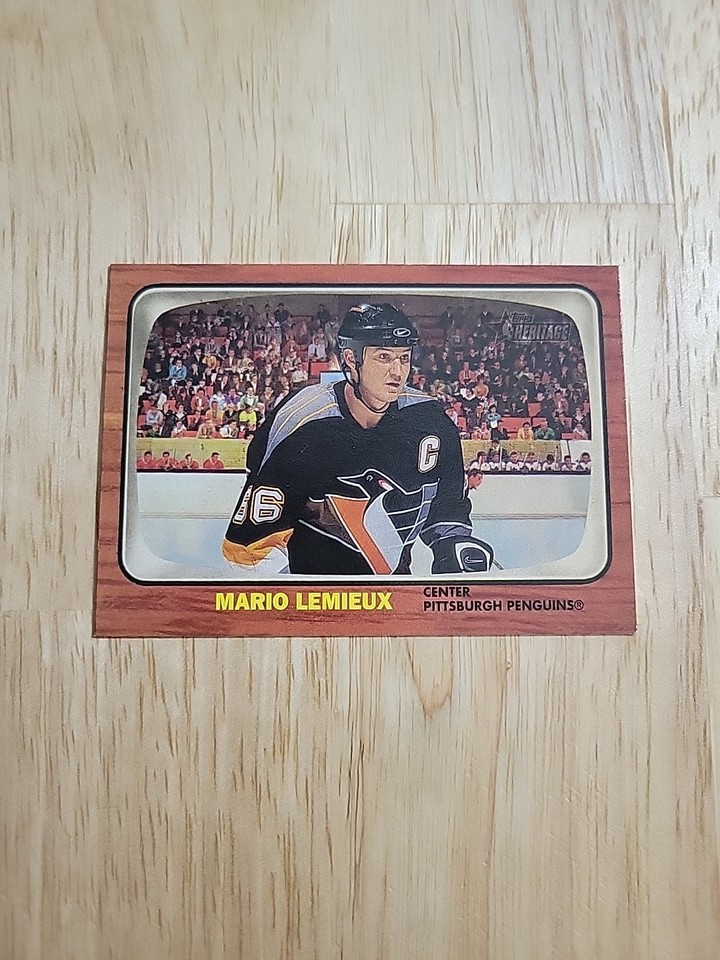 Topps
HERITAGE
C
66
MARIO LEMIEUX
CENTER
PITTSBURGH PENGUINS®